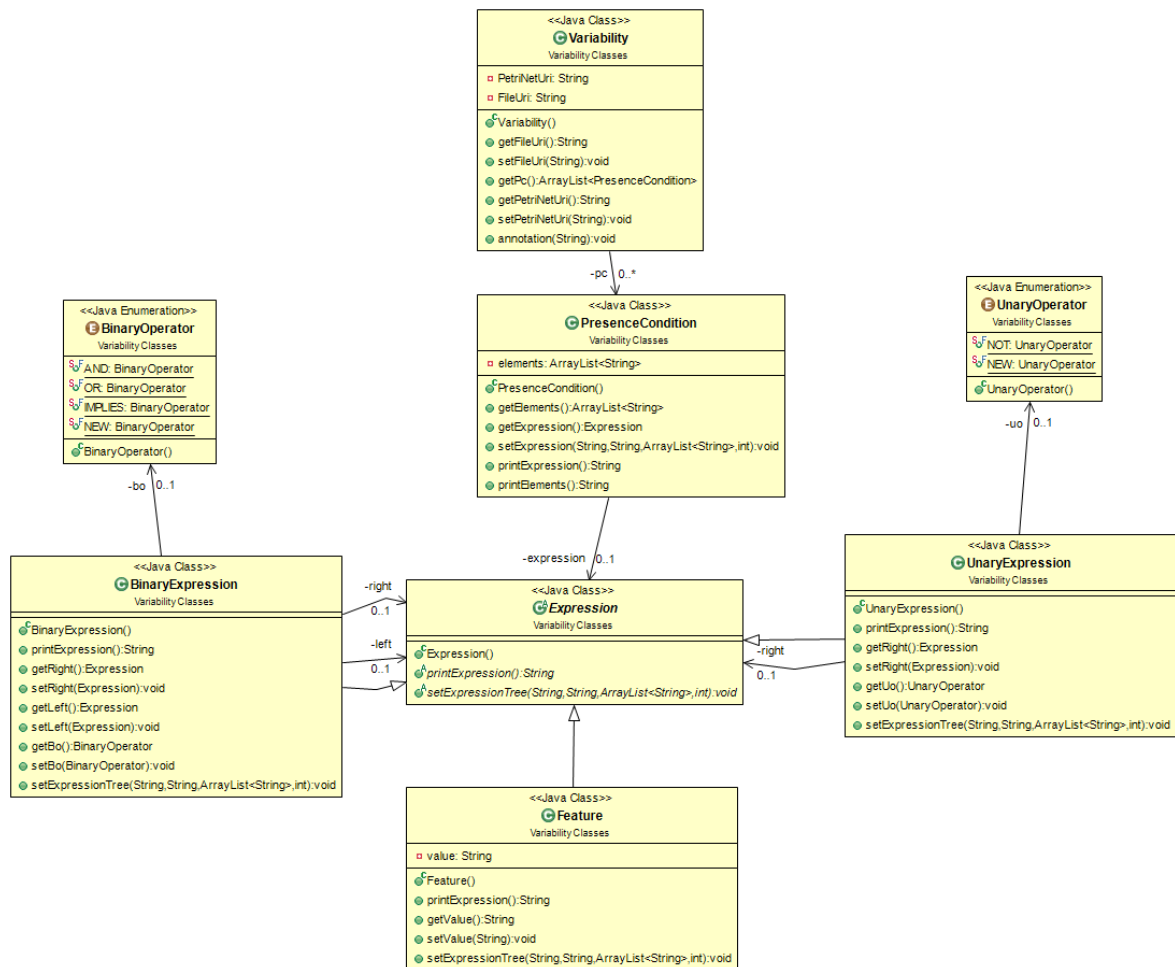 <<Java Class>>
Variability
Variability Classes
PetriNetUri: String
FileUri: String
Variability()
getFileUri():String
setFileUri(String):void
getPc():ArrayList<PresenceCondition>
getPetriNetUri():String
setPetriNetUri(String):void
annotation(String):void
-pc 0..*
<<Java Enumeration>>
BinaryOperator
Variability Classes
AND: BinaryOperator
OR: BinaryOperator
IMPLIES: BinaryOperator
NEW: BinaryOperator
BinaryOperator()
-bo 0..1
<<Java Class>>
PresenceCondition
Variability Classes
elements: ArrayList<String>
PresenceCondition()
getElements():ArrayList<String>
getExpression():Expression
setExpression(String,String,ArrayList<String>,int):void
printExpression():String
printElements():String
-expression 0..1
<<Java Enumeration>>
UnaryOperator
Variability Classes
NOT: UnaryOperator
NEW: UnaryOperator
UnaryOperator()
-uo 0..1
<<Java Class>>
BinaryExpression
Variability Classes
BinaryExpression()
printExpression():String
getRight():Expression
setRight(Expression):void
getLeft():Expression
setLeft(Expression):void
getBo():BinaryOperator
setBo(BinaryOperator):void
setExpressionTree(String,String,ArrayList<String>,int):void
-right
0..1
-left
0..1
<<Java Class>>
Expression
Variability Classes
Expression()
printExpression():String
setExpressionTree(String,String,ArrayList<String>,int):void
-right
0..1
<<Java Class>>
UnaryExpression
Variability Classes
UnaryExpression()
printExpression():String
getRight():Expression
setRight(Expression):void
getUo():UnaryOperator
setUo(UnaryOperator):void
setExpressionTree(String,String,ArrayList<String>,int):void
<<Java Class>>
Feature
Variability Classes
value: String
Feature()
printExpression():String
getValue():String
setValue(String):void
setExpressionTree(String,String,ArrayList<String>,int):void